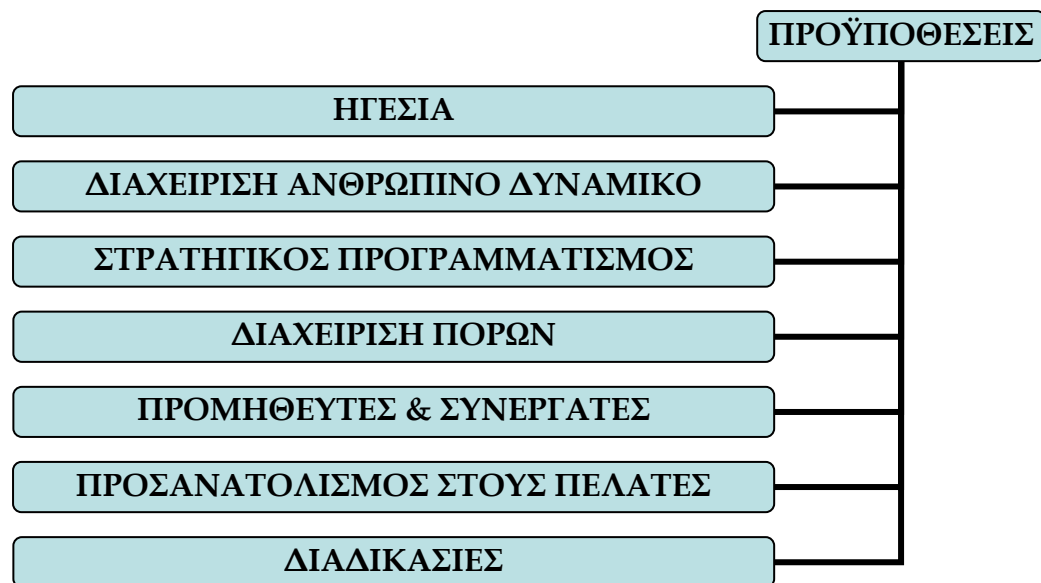 ΠΡΟΫΠΟΘΕΣΕΙΣ
ΗΓΕΣΙΑ
ΔΙΑΧΕΙΡΙΣΗ ΑΝΘΡΩΠΙΝΟ ΔΥΝΑΜΙΚΟ
ΣΤΡΑΤΗΓΙΚΟΣ ΠΡΟΓΡΑΜΜΑΤΙΣΜΟΣ
ΔΙΑΧΕΙΡΙΣΗ ΠΟΡΩΝ
ΠΡΟΜΗΘΕΥΤΕΣ & ΣΥΝΕΡΓΑΤΕΣ
ΠΡΟΣΑΝΑΤΟΛΙΣΜΟΣ ΣΤΟΥΣ ΠΕΛΑΤΕΣ
ΔΙΑΔΙΚΑΣΙΕΣ